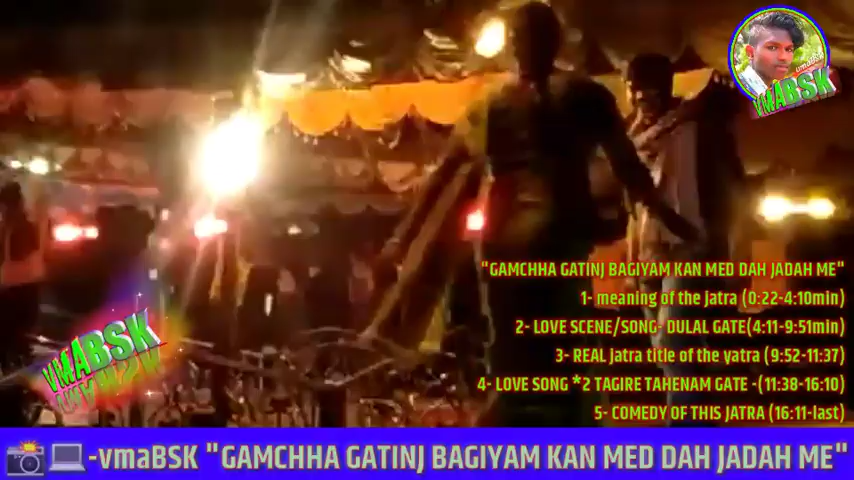 vmaBSK
VMABSK
"GAMCHHA GATINJ BAGIYAM KAN MED DAH JADAH ME"
1- meaning of the jatra (0:22-4:10min)
2- LOVE SCENE/SONG- DULAL GATE(4:11-9:51min)
3- REAL jatra title of the yatra (9:52-11:37)
4- LOVE SONG *2 TAGIRE TAHENAM GATE -(11:38-16:10)
5- COMEDY OF THIS JATRA (16:11-last)
VMABSK
-vmaBSK "GAMCHHA GATINJ BAGIYAM KAN MED DAH JADAH ME"